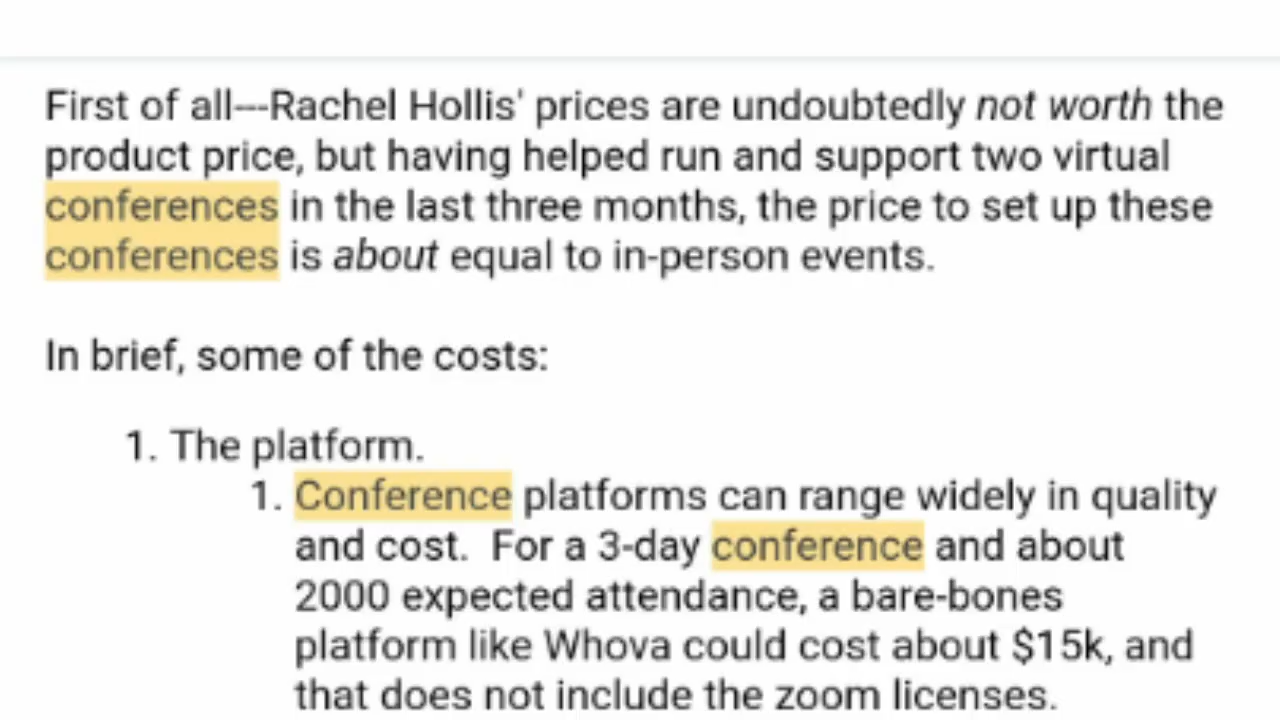 First of all---Rachel Hollis' prices are undoubtedly not worth the
product price, but having helped run and support two virtual
conferences in the last three months, the price to set up these
conferences is about equal to in-person events.
In brief, some of the costs:
1. The platform.
1. Conference platforms can range widely in quality
and cost.  For a 3-day conference and about
2000 expected attendance, a bare-bones
platform like Whova could cost about $15k, and
that does not include the zoom licenses.